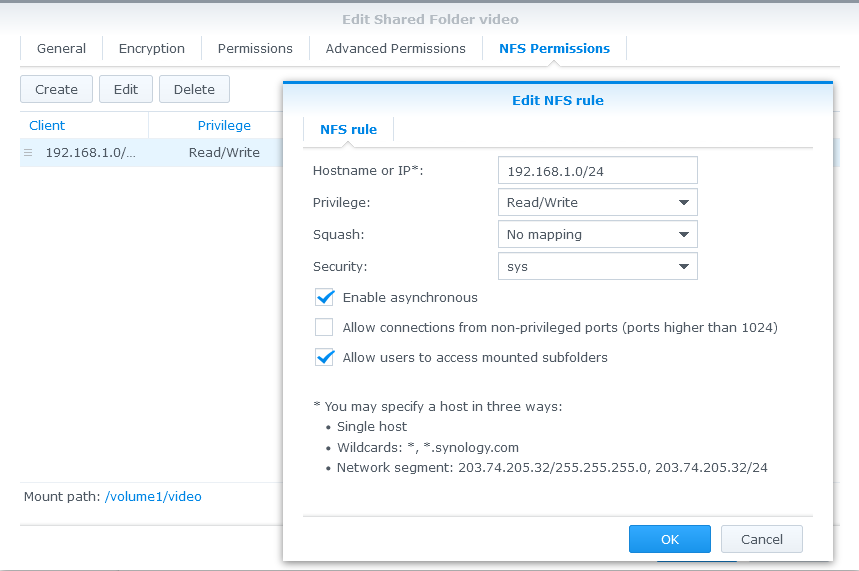 Edit Shared Folder video
General Encryption Permissions Advanced Permissions NFS Permissions
Create Edit Delete
Client Privilege
192.168.1.0/... Read/Write
Mount path: /volume1/video
Edit NFS rule
NFS rule
Hostname or IP*: 192.168.1.0/24
Privilege: Read/Write
Squash: No mapping
Security: sys
Enable asynchronous
Allow connections from non-privileged ports (ports higher than 1024)
Allow users to access mounted subfolders
* You may specify a host in three ways:
• Single host
• Wildcards: *, *.synology.com
• Network segment: 203.74.205.32/255.255.255.0, 203.74.205.32/24
OK Cancel